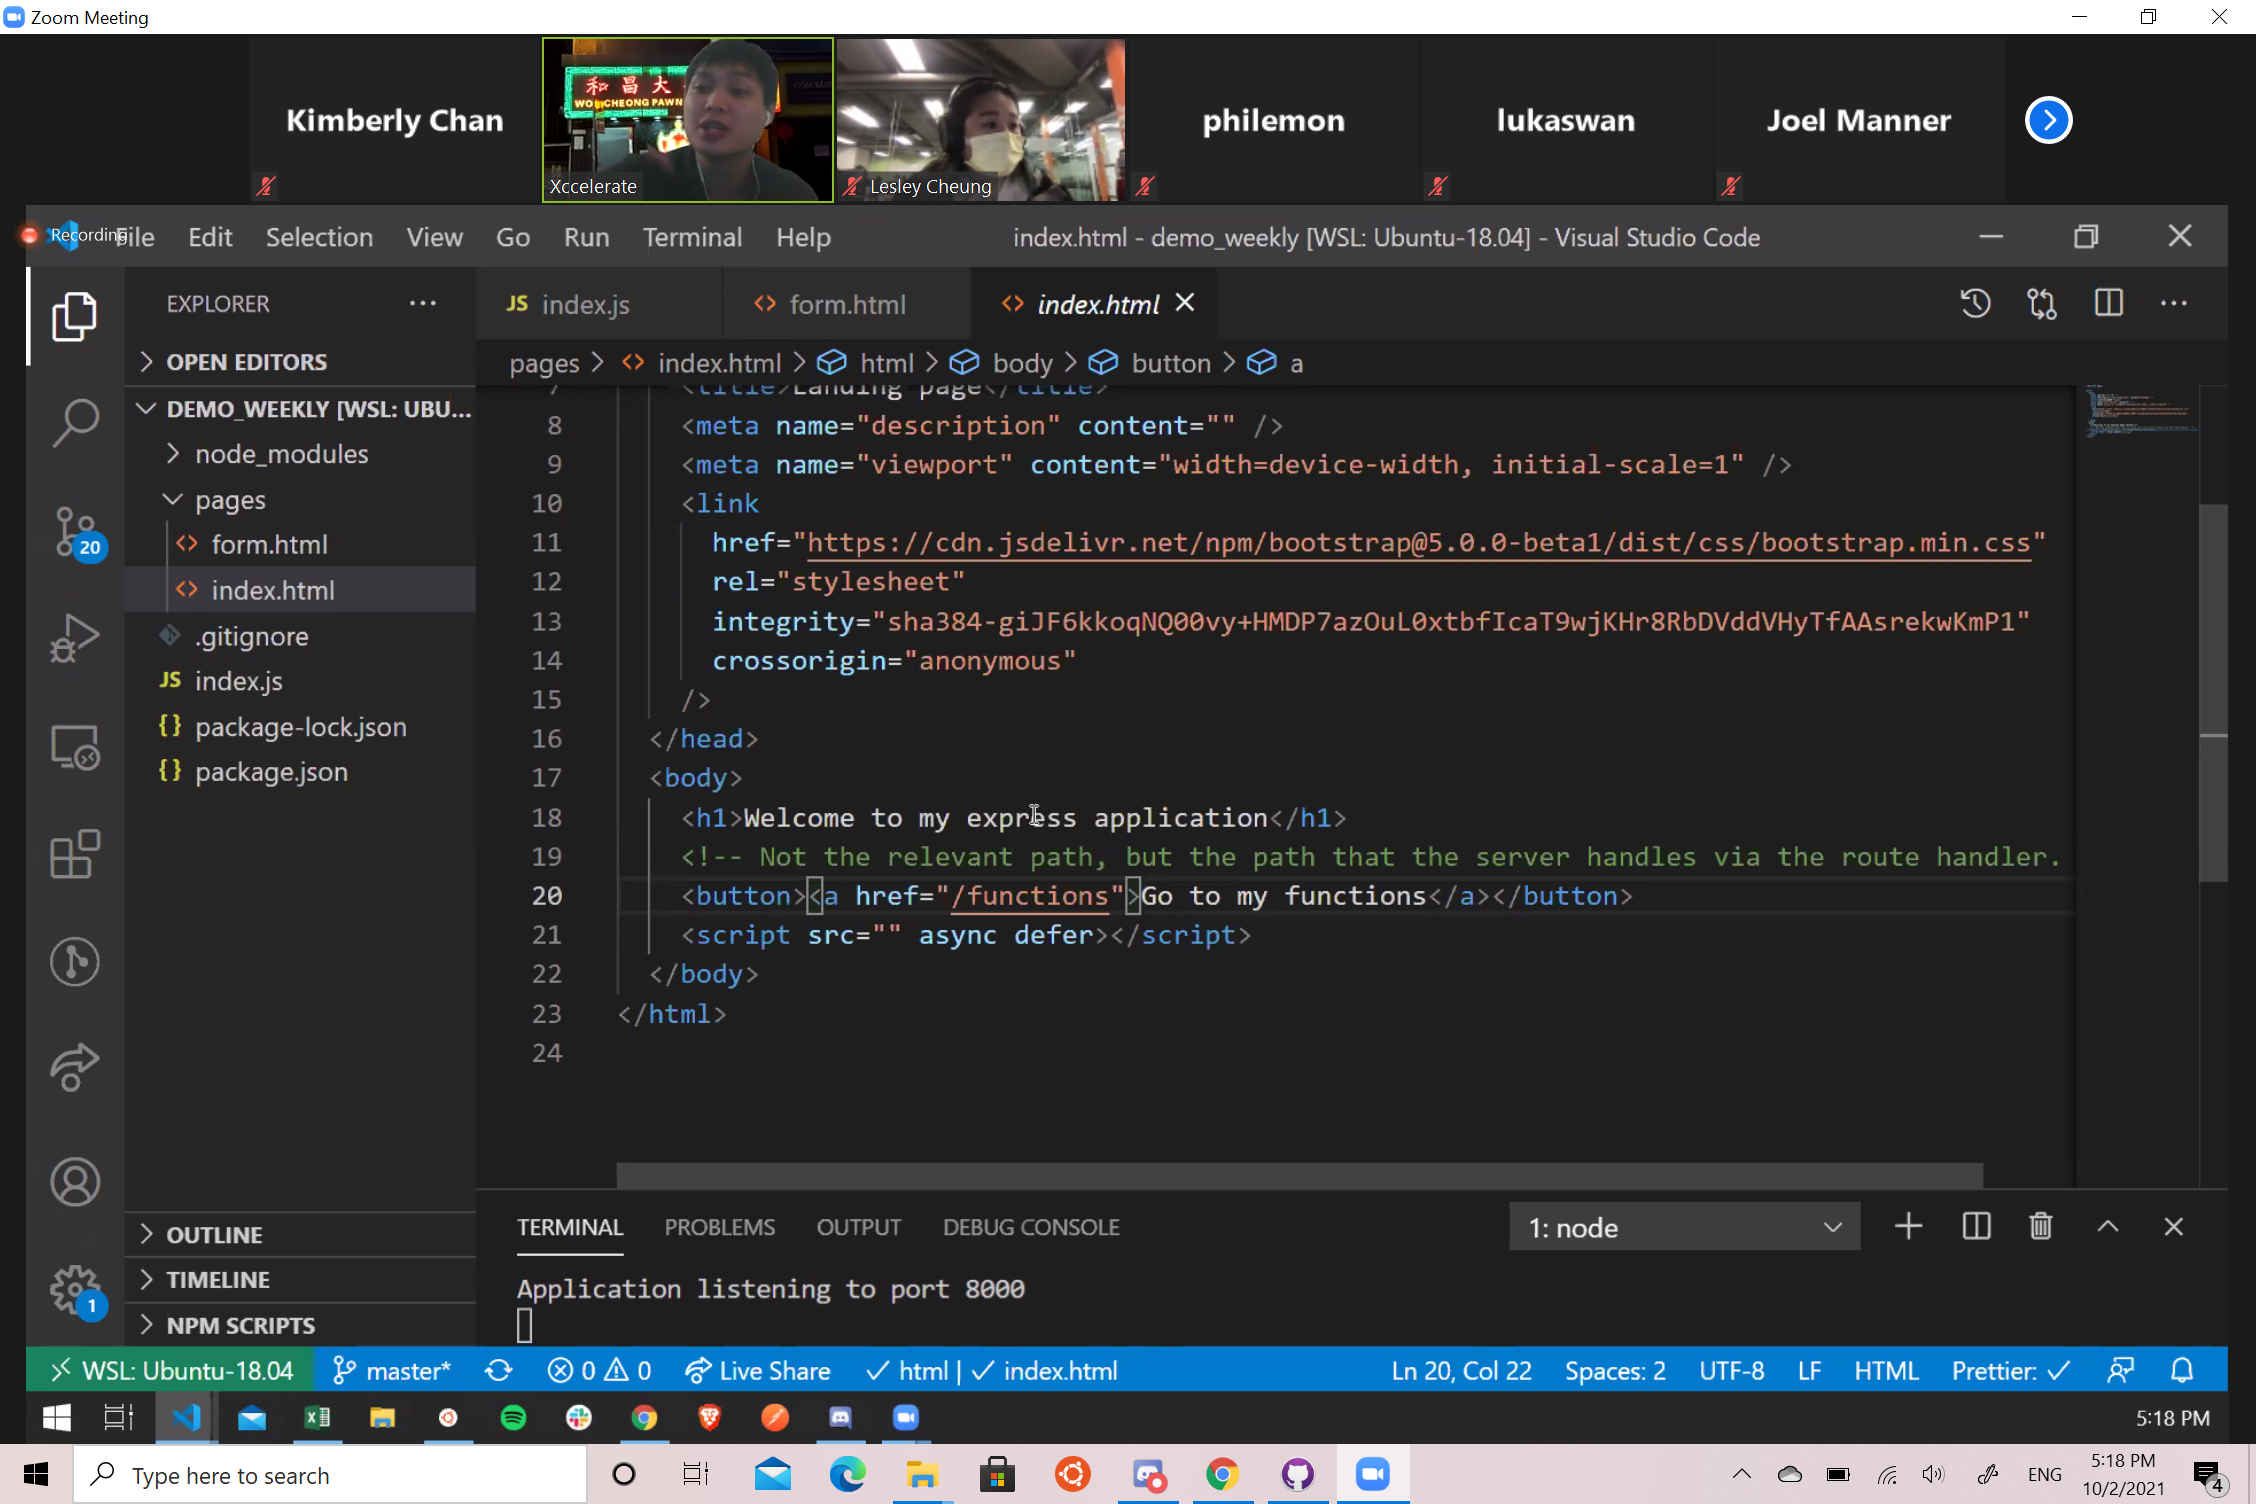 Zoom Meeting
Kimberly Chan
和昌大
WO CHEONG PAWN
Xccelerate
Lesley Cheung
philemon
lukaswan
Joel Manner
Recording
File Edit Selection View Go Run Terminal Help
index.html - demo_weekly [WSL: Ubuntu-18.04] - Visual Studio Code
EXPLORER
JS index.js
form.html
index.html
OPEN EDITORS
pages > index.html > html > body > button > a
DEMO_WEEKLY [WSL: UBU...
node_modules
pages
form.html
index.html
.gitignore
JS index.js
{} package-lock.json
{} package.json
7 <title>Landing page</title>
8 <meta name="description" content="" />
9 <meta name="viewport" content="width=device-width, initial-scale=1" />
10 <link
11 href="https://cdn.jsdelivr.net/npm/bootstrap@5.0.0-beta1/dist/css/bootstrap.min.css"
12 rel="stylesheet"
13 integrity="sha384-giJF6kkoqNQ00vy+HMDP7azOuL0xtbfIcaT9wjKHr8RbDVddVHyTfAAsrekwKmP1"
14 crossorigin="anonymous"
15 />
16 </head>
17 <body>
18 <h1>Welcome to my express application</h1>
19 <!-- Not the relevant path, but the path that the server handles via the route handler.
20 <button><a href="/functions">Go to my functions</a></button>
21 <script src="" async defer></script>
22 </body>
23 </html>
24
20
1
OUTLINE
TIMELINE
NPM SCRIPTS
TERMINAL PROBLEMS OUTPUT DEBUG CONSOLE
1: node
Application listening to port 8000
WSL: Ubuntu-18.04 master* 0 0 Live Share html | index.html
Ln 20, Col 22 Spaces: 2 UTF-8 LF HTML Prettier:
5:18 PM
Type here to search
ENG
5:18 PM
10/2/2021
4